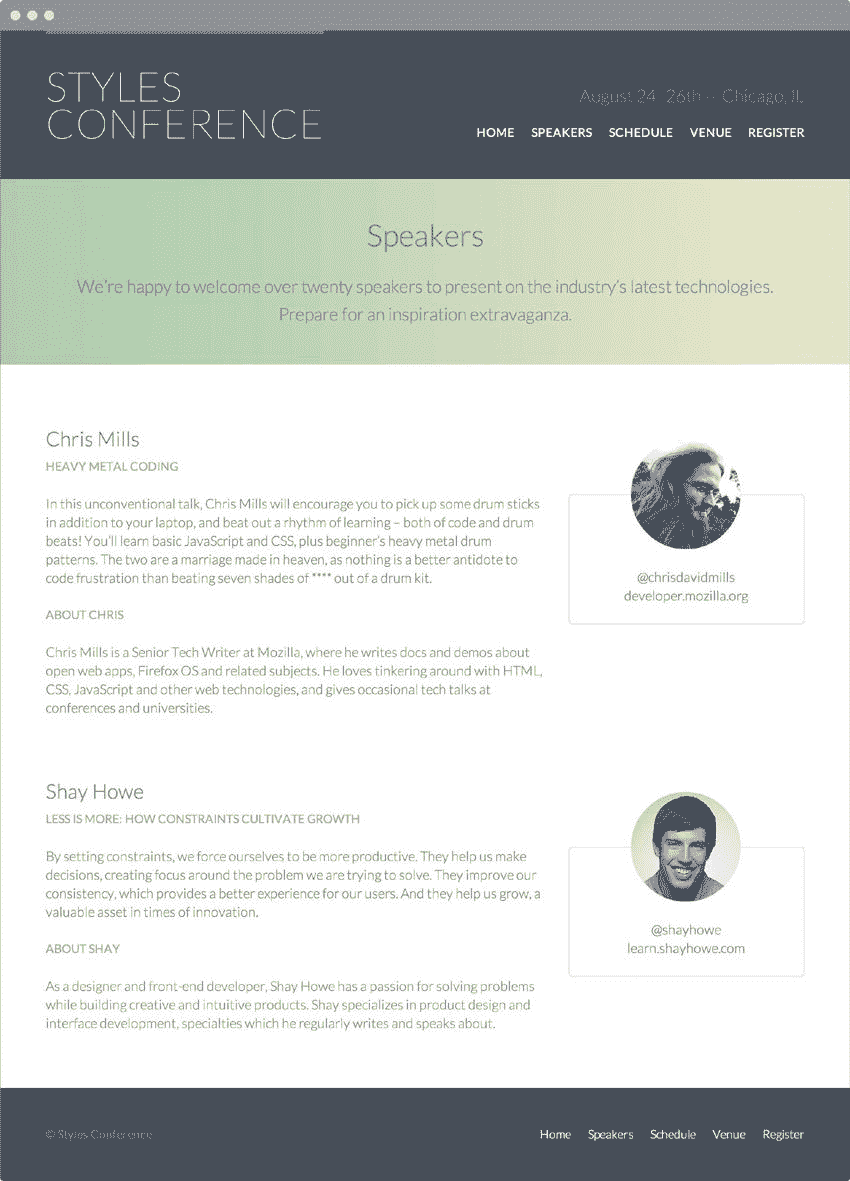 STYLES
CONFERENCE
August 24–26th — Chicago, IL
HOME SPEAKERS SCHEDULE VENUE REGISTER
Speakers
We're happy to welcome over twenty speakers to present on the industry's latest technologies.
Prepare for an inspiration extravaganza.
Chris Mills
HEAVY METAL CODING
In this unconventional talk, Chris Mills will encourage you to pick up some drum sticks
in addition to your laptop, and beat out a rhythm of learning – both of code and drum
beats! You'll learn basic JavaScript and CSS, plus beginner's heavy metal drum
patterns. The two are a marriage made in heaven, as nothing is a better antidote to
code frustration than beating seven shades of **** out of a drum kit.
ABOUT CHRIS
Chris Mills is a Senior Tech Writer at Mozilla, where he writes docs and demos about
open web apps, Firefox OS and related subjects. He loves tinkering around with HTML,
CSS, JavaScript and other web technologies, and gives occasional tech talks at
conferences and universities.
@chrisdavidmills
developer.mozilla.org
Shay Howe
LESS IS MORE: HOW CONSTRAINTS CULTIVATE GROWTH
By setting constraints, we force ourselves to be more productive. They help us make
decisions, creating focus around the problem we are trying to solve. They improve our
consistency, which provides a better experience for our users. And they help us grow, a
valuable asset in times of innovation.
ABOUT SHAY
As a designer and front-end developer, Shay Howe has a passion for solving problems
while building creative and intuitive products. Shay specializes in product design and
interface development, specialties which he regularly writes and speaks about.
@shayhowe
learn.shayhowe.com
© Styles Conference
Home Speakers Schedule Venue Register